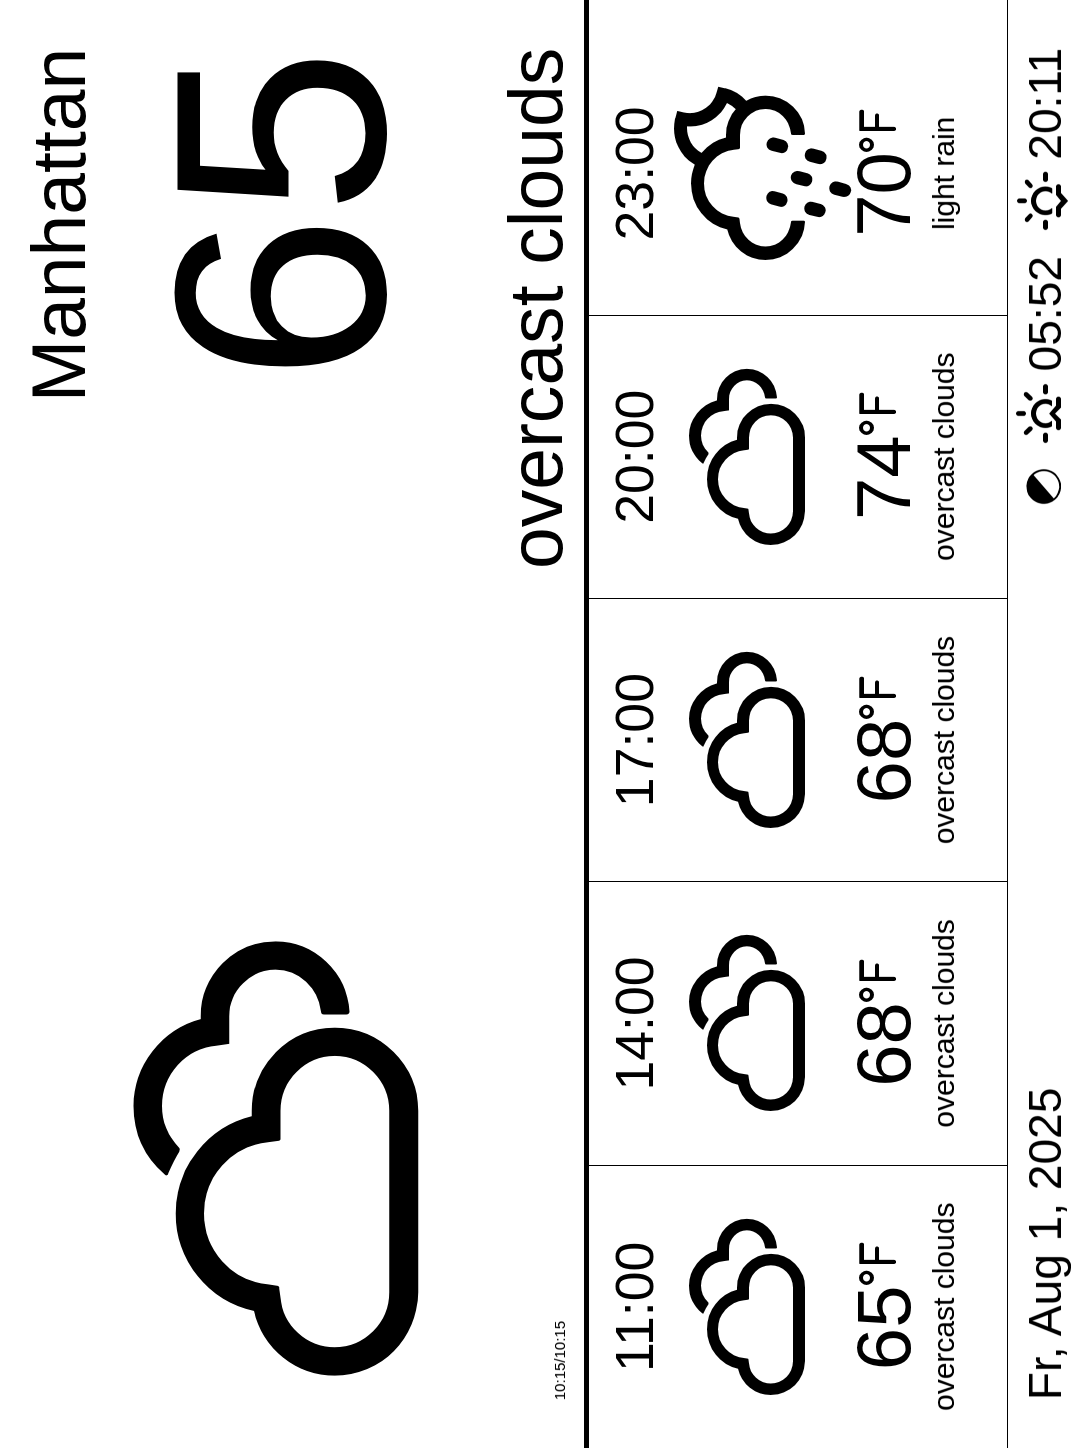 Manhattan
65
overcast clouds
10:15/10:15
11:00
65°F
overcast clouds
14:00
68°F
overcast clouds
17:00
68°F
overcast clouds
20:00
74°F
overcast clouds
23:00
70°F
light rain
Fr, Aug 1, 2025
05:52
20:11